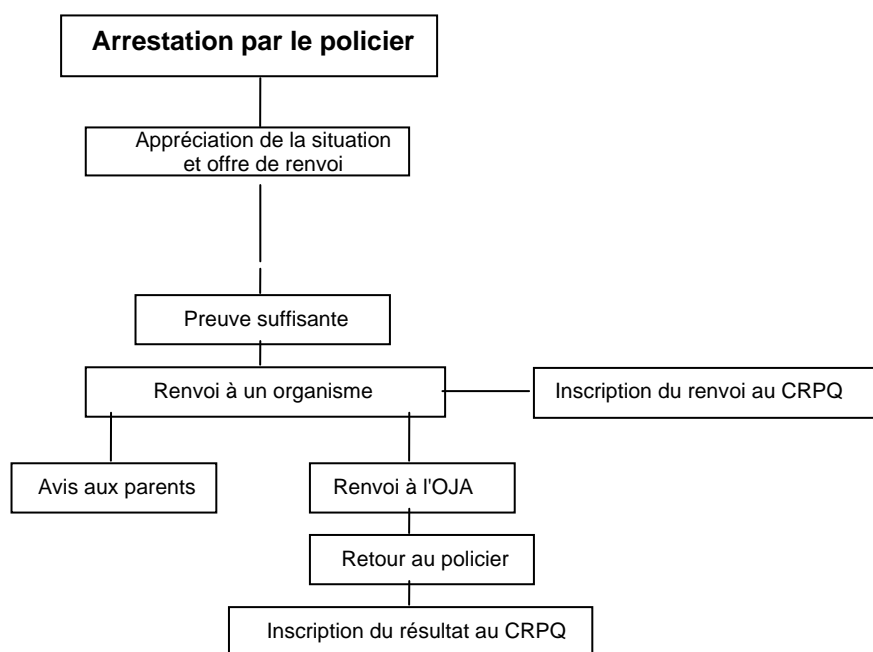 Arrestation par le policier
Appréciation de la situation
et offre de renvoi
Preuve suffisante
Renvoi à un organisme
Inscription du renvoi au CRPQ
Avis aux parents
Renvoi à l'OJA
Retour au policier
Inscription du résultat au CRPQ